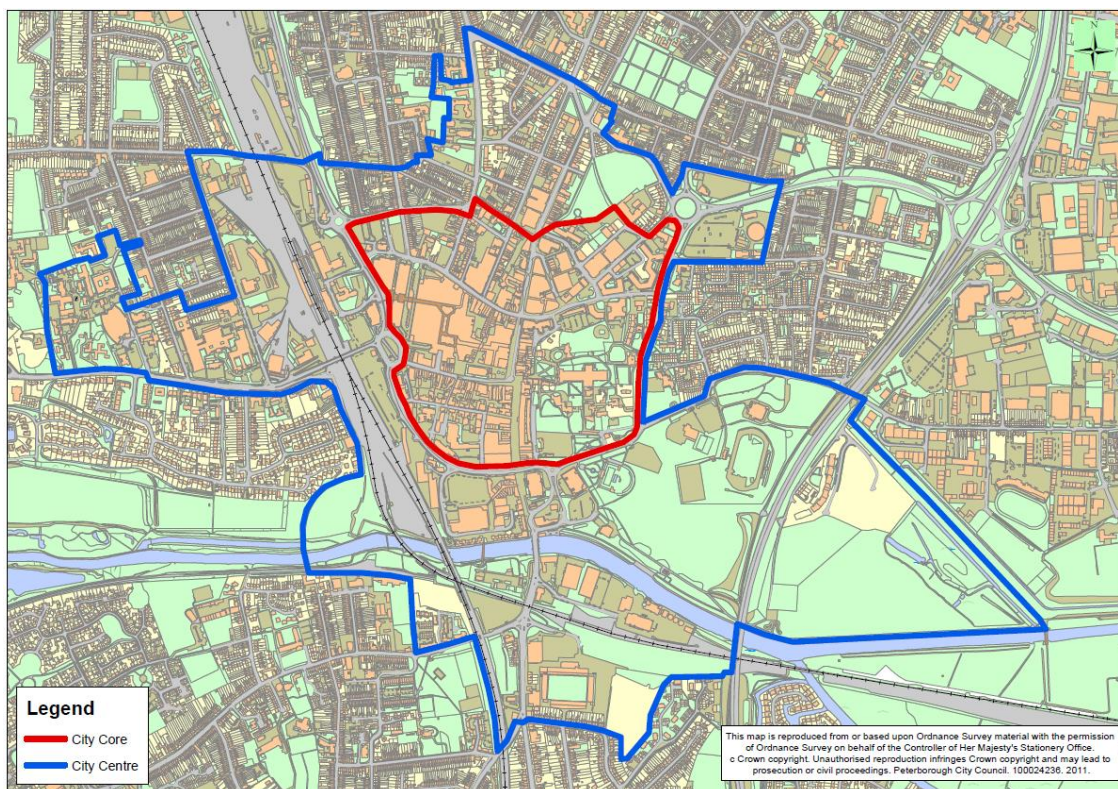 N
Legend
City Core
City Centre
This map is reproduced from or based upon Ordnance Survey material with the permission
of Ordnance Survey on behalf of the Controller of Her Majesty's Stationery Office.
c Crown copyright. Unauthorised reproduction infringes Crown copyright and may lead to
prosecution or civil proceedings. Peterborough City Council. 100024236. 2011.